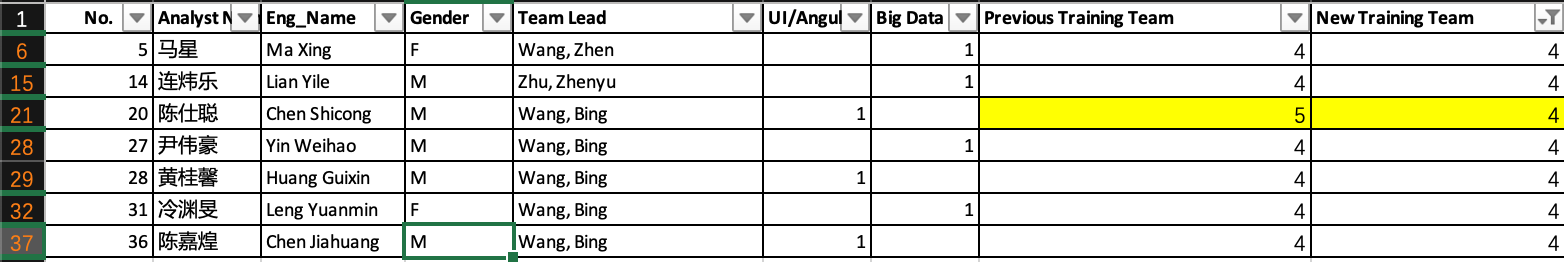 1 No. Analyst N Eng_Name Gender Team Lead UI/Angul Big Data Previous Training Team New Training Team
6 5 马星 Ma Xing F Wang, Zhen 1 4 4
15 14 连炜乐 Lian Yile M Zhu, Zhenyu 1 4 4
21 20 陈仕聪 Chen Shicong M Wang, Bing 1 5 4
28 27 尹伟豪 Yin Weihao M Wang, Bing 1 4 4
29 28 黄桂馨 Huang Guixin M Wang, Bing 1 4 4
32 31 冷渊旻 Leng Yuanmin F Wang, Bing 1 4 4
37 36 陈嘉煌 Chen Jiahuang M Wang, Bing 1 4 4